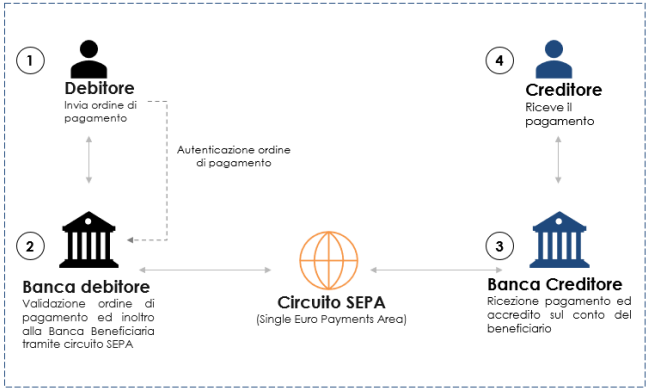 1
Debitore
Invia ordine di
pagamento
Autenticazione ordine
di pagamento
2
Banca debitore
Validazione ordine di
pagamento ed inoltro
alla Banca Beneficiaria
tramite circuito SEPA
Circuito SEPA
(Single Euro Payments Area)
3
Banca Creditore
Ricezione pagamento ed
accredito sul conto del
beneficiario
4
Creditore
Riceve il
pagamento